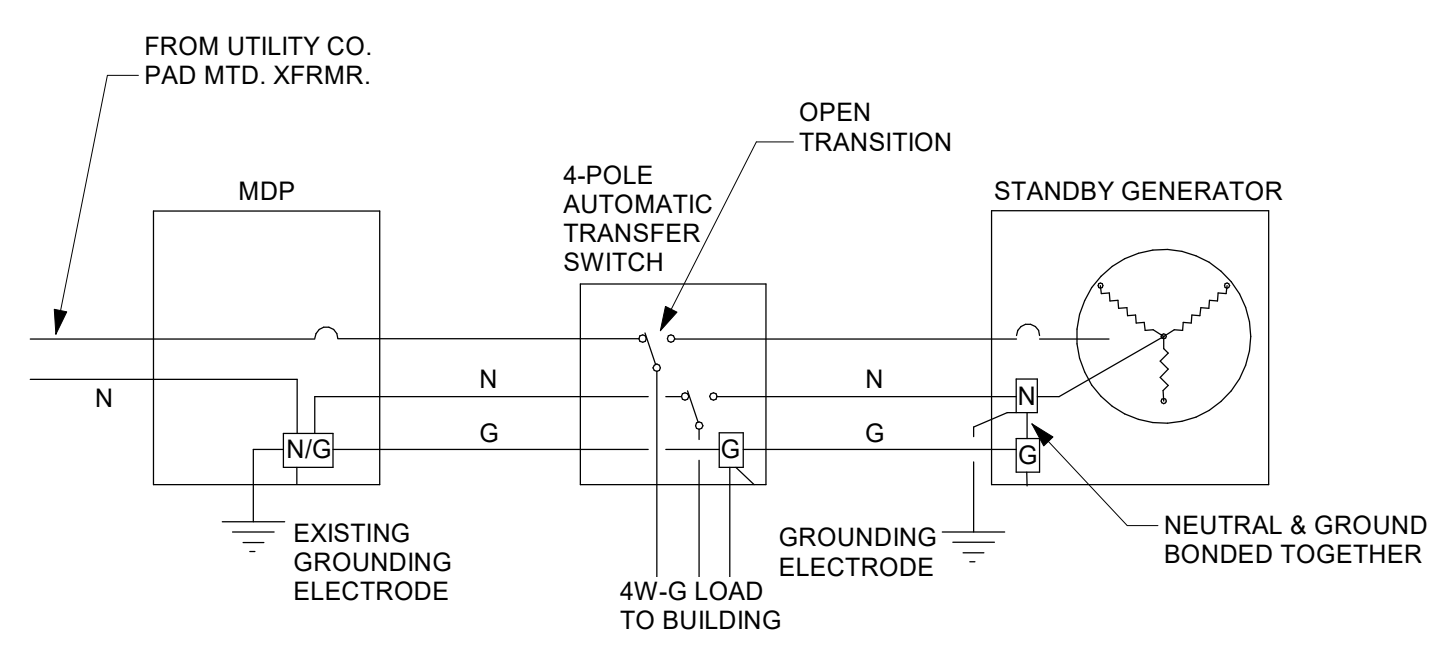 FROM UTILITY CO.
PAD MTD. XFRMR.
OPEN
TRANSITION
MDP
4-POLE
AUTOMATIC
TRANSFER
SWITCH
STANDBY GENERATOR
N
N
N
N
G
G
N/G
G
G
EXISTING
GROUNDING
ELECTRODE
GROUNDING
ELECTRODE
NEUTRAL & GROUND
BONDED TOGETHER
4W-G LOAD
TO BUILDING